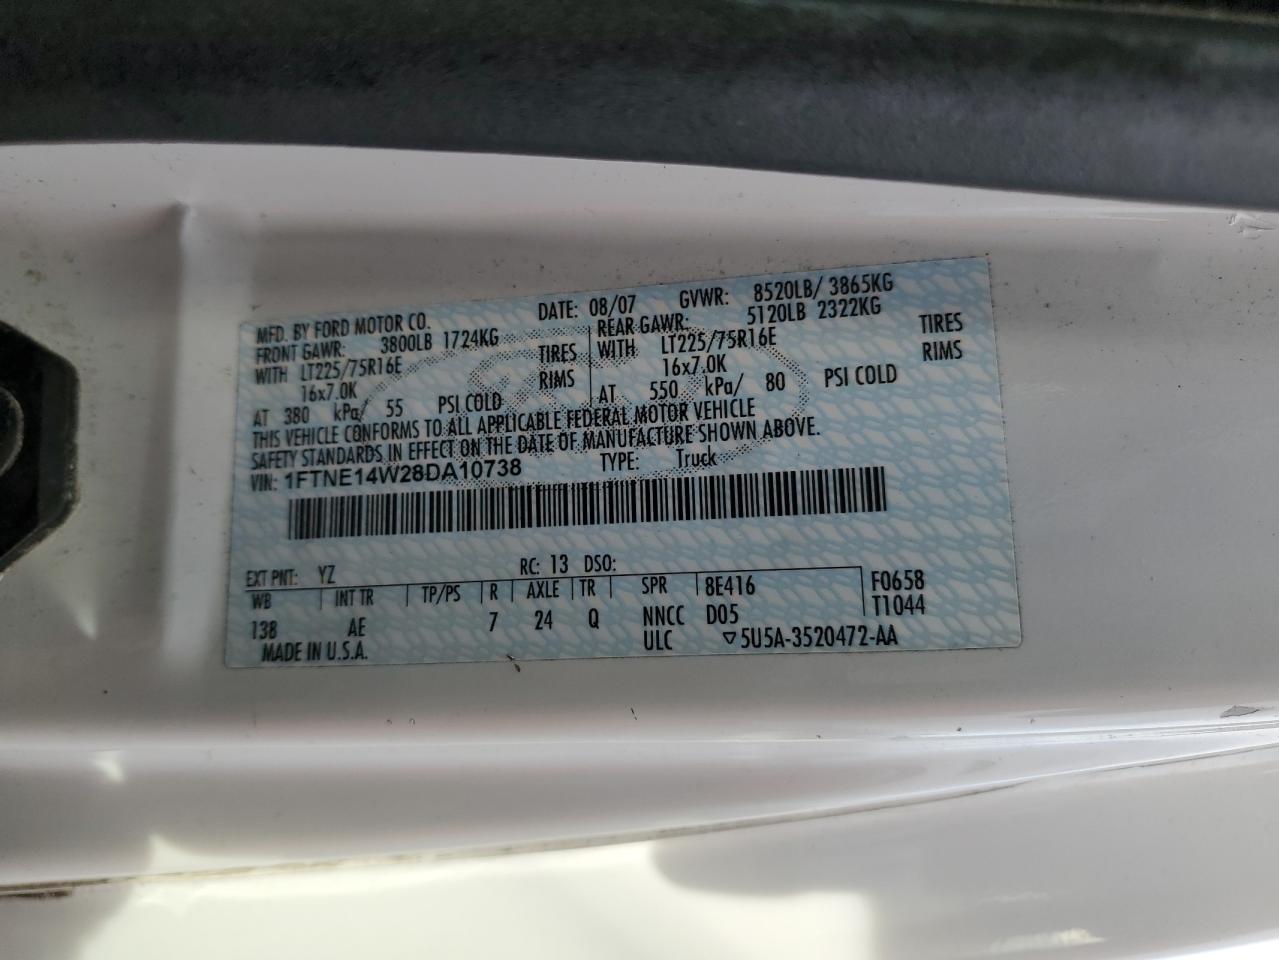 MFD. BY FORD MOTOR CO. DATE: 08/07 GVWR: 8520LB/ 3865KG
FRONT GAWR: 3800LB 1724KG REAR GAWR: 5120LB 2322KG
WITH LT225/75R16E TIRES WITH LT225/75R16E TIRES
16x7.0K RIMS 16x7.0K RIMS
AT 380 kPa/ 55 PSI COLD AT 550 kPa/ 80 PSI COLD
THIS VEHICLE CONFORMS TO ALL APPLICABLE FEDERAL MOTOR VEHICLE
SAFETY STANDARDS IN EFFECT ON THE DATE OF MANUFACTURE SHOWN ABOVE.
VIN: 1FTNE14W28DA10738 TYPE: Truck
EXT PNT: YZ RC: 13 DSO:
WB INT TR TP/PS R AXLE TR SPR 8E416 F0658
138 AE 7 24 Q NNCC D05 T1044
MADE IN U.S.A. ULC ▽5U5A-3520472-AA